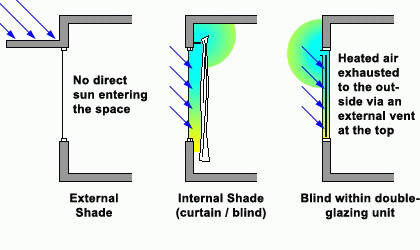 No direct
sun entering
the space
Heated air
exhausted
to the out-
side via an
external vent
at the top
External
Shade
Internal Shade
(curtain / blind)
Blind within double-
glazing unit